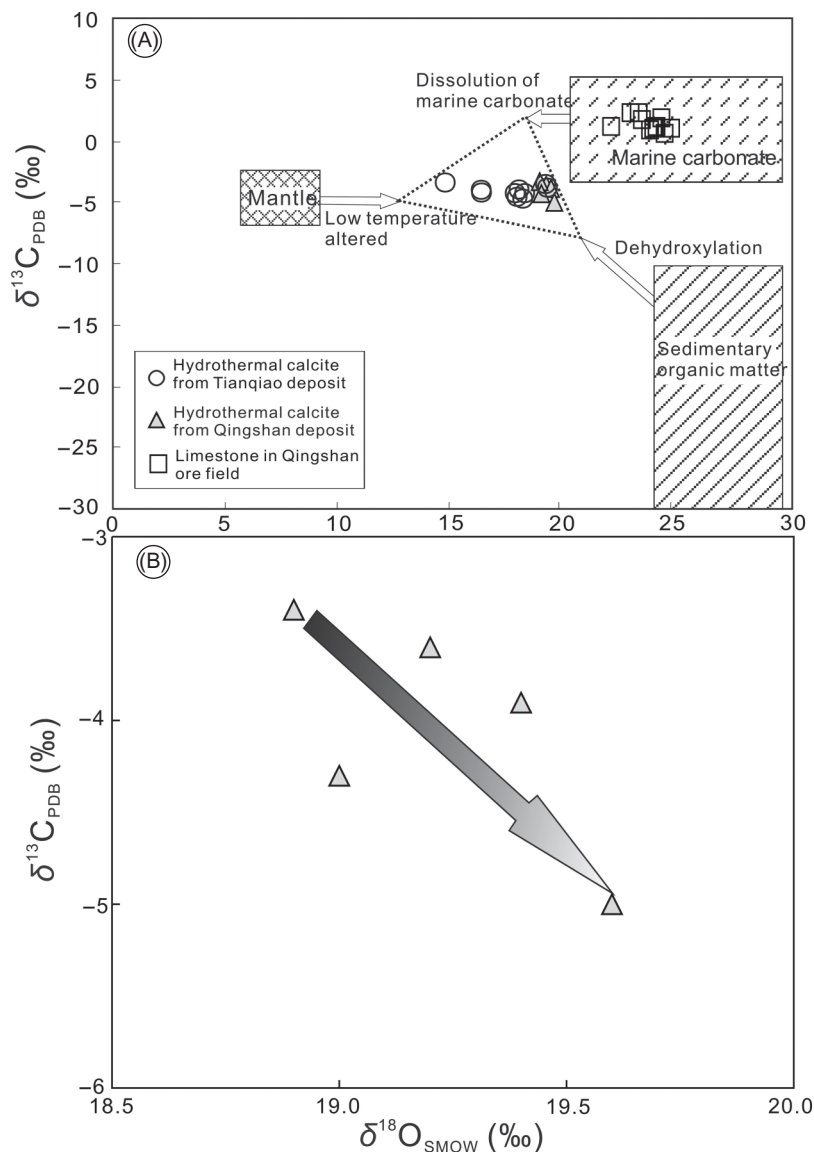 (A)
10
5
0
−5
−10
−15
−20
−25
−30
δ¹³C_PDB (‰)
Dissolution of
marine carbonate
Marine carbonate
Mantle
Low temperature
altered
Dehydroxylation
Sedimentary
organic matter
Hydrothermal calcite
from Tianqiao deposit
Hydrothermal calcite
from Qingshan deposit
Limestone in Qingshan
ore field
0 5 10 15 20 25 30
(B)
−3
−4
−5
−6
δ¹³C_PDB (‰)
18.5 19.0 19.5 20.0
δ¹⁸O_SMOW (‰)